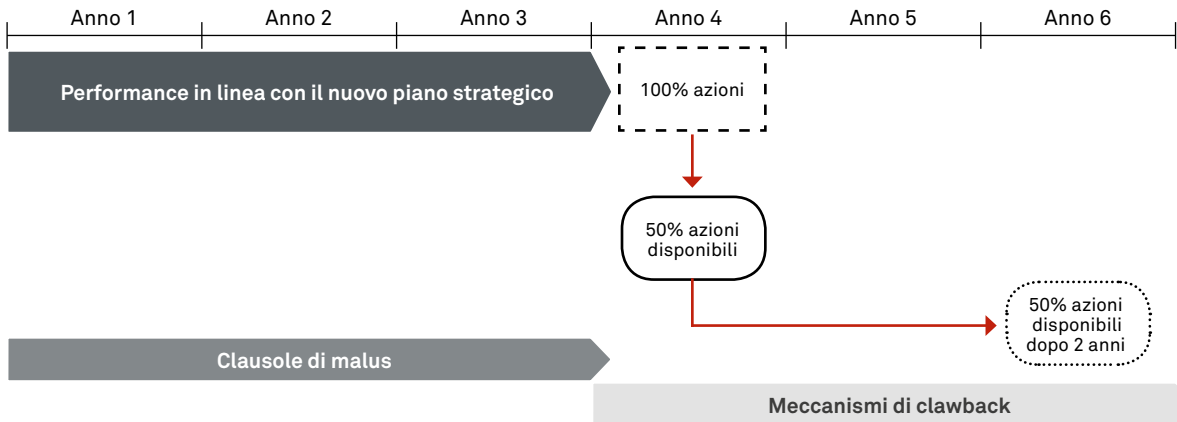 Anno 1
Anno 2
Anno 3
Anno 4
Anno 5
Anno 6
Performance in linea con il nuovo piano strategico
100% azioni
50% azioni
disponibili
50% azioni
disponibili
dopo 2 anni
Clausole di malus
Meccanismi di clawback